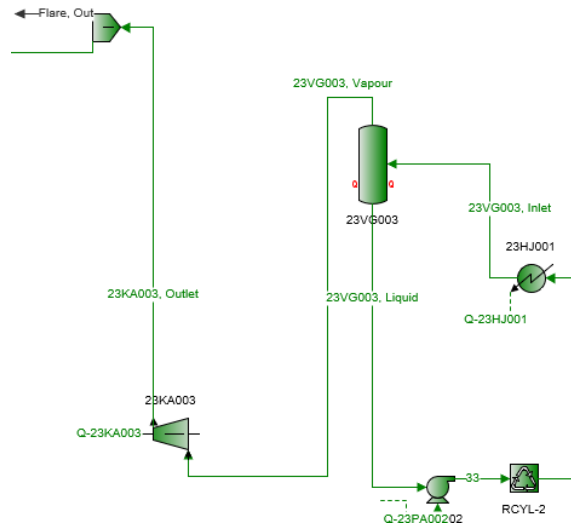 Flare, Out
23VG003, Vapour
Q
Q
23VG003
23VG003, Inlet
23HJ001
Q-23HJ001
23KA003, Outlet
23VG003, Liquid
23KA003
Q-23KA003
33
RCYL-2
Q-23PA00202